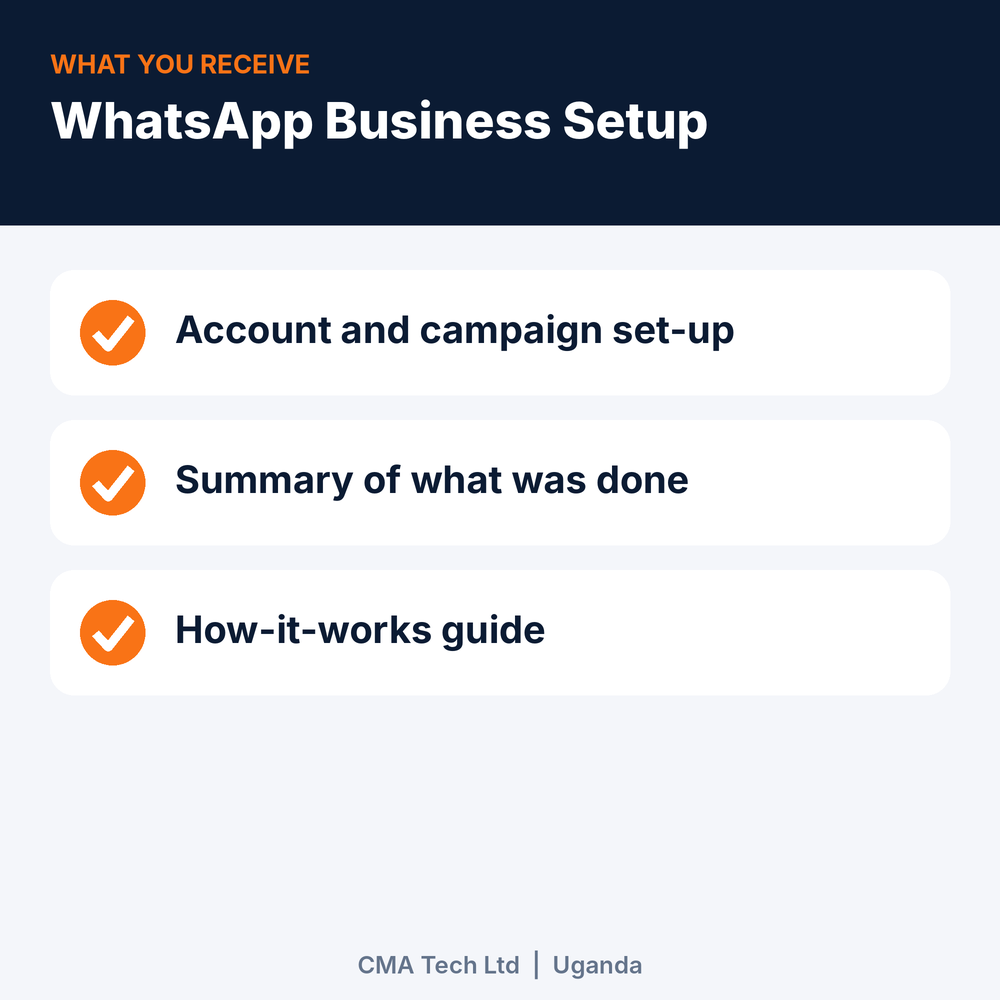 WHAT YOU RECEIVE
WhatsApp Business Setup
Account and campaign set-up
Summary of what was done
How-it-works guide
CMA Tech Ltd | Uganda